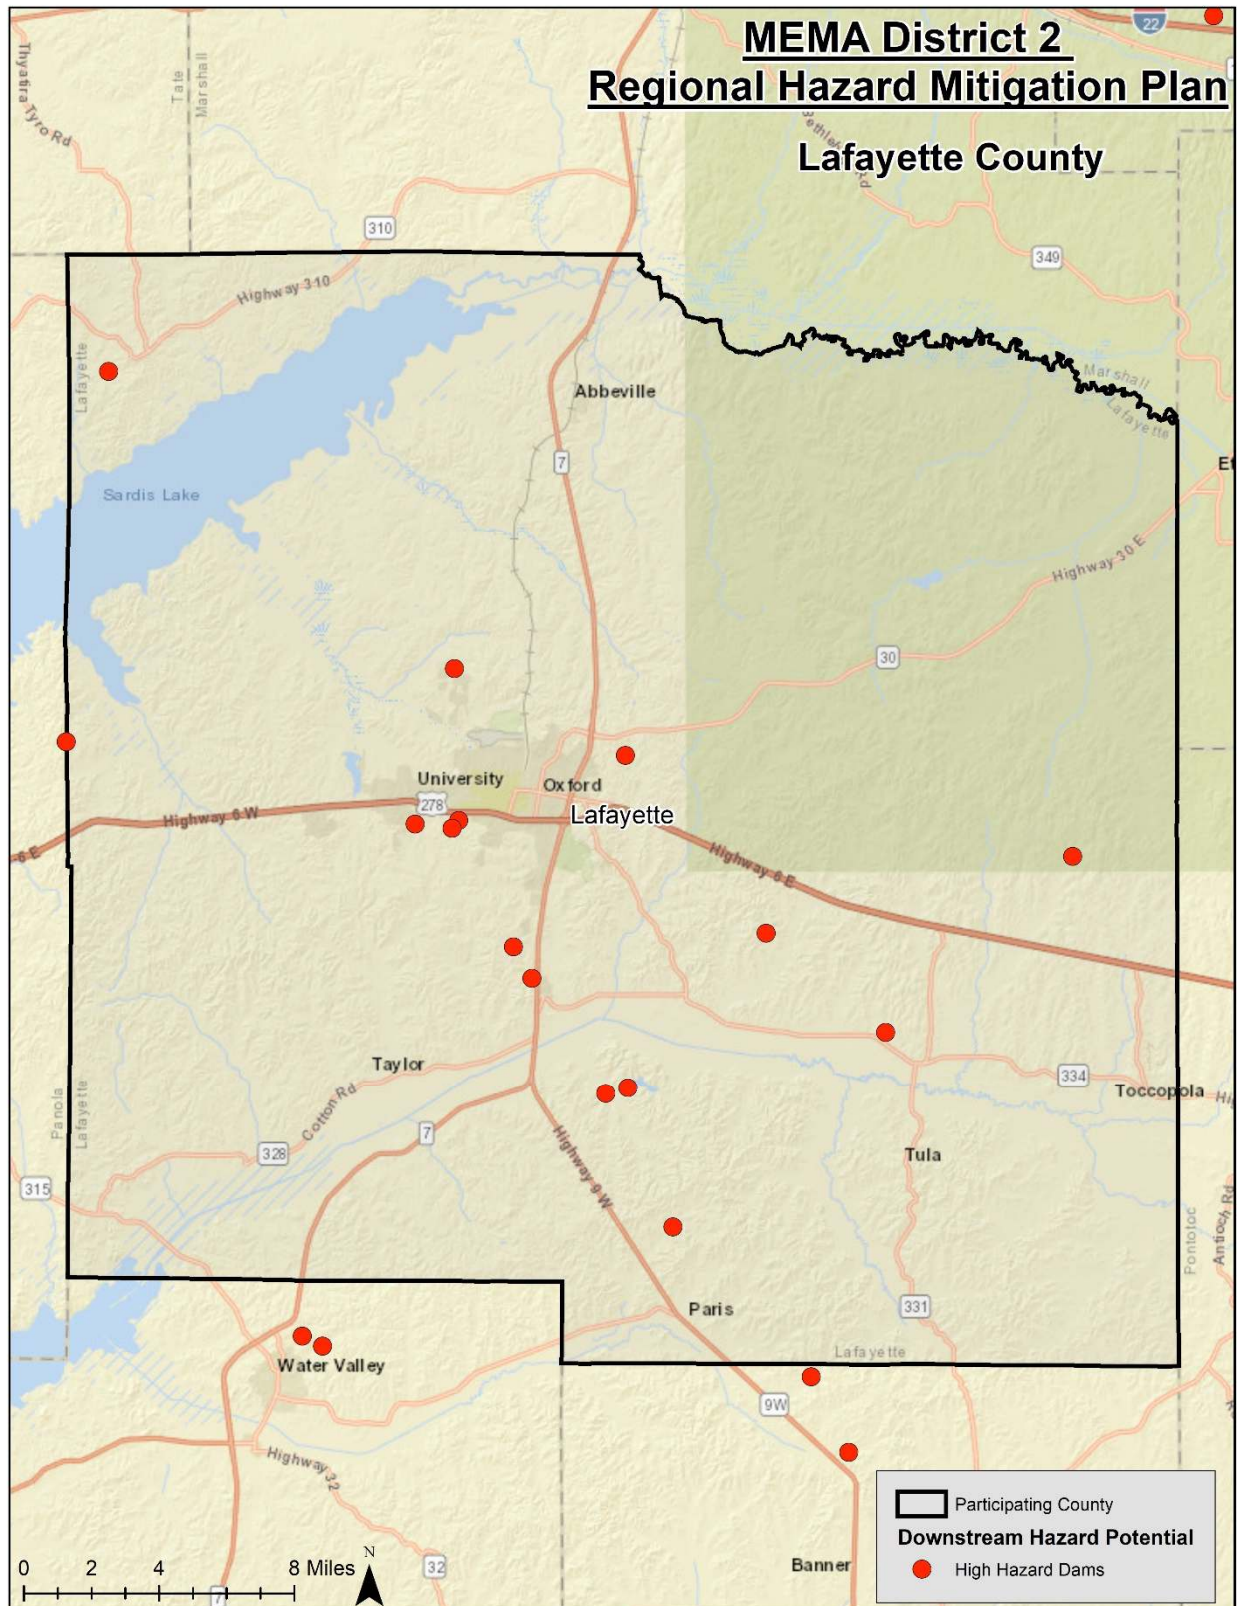 MEMA District 2
Regional Hazard Mitigation Plan
Lafayette County
22
Thyatira Tyro Rd
Tate
Marshall
310
Highway 310
349
Lafayette
Abbeville
Marshall
Lafayette
7
Sardis Lake
Highway 30 E
30
University
Oxford
278
Lafayette
Highway 6 W
6 E
Highway 6 E
Taylor
334
Toccopola
Panola
Lafayette
Cotton Rd
7
328
Highway 9 W
Tula
315
Pontotoc
Antioch Rd
Paris
331
Lafayette
Water Valley
9W
Highway 32
Participating County
Downstream Hazard Potential
High Hazard Dams
Banner
32
0 2 4 8 Miles
N
7